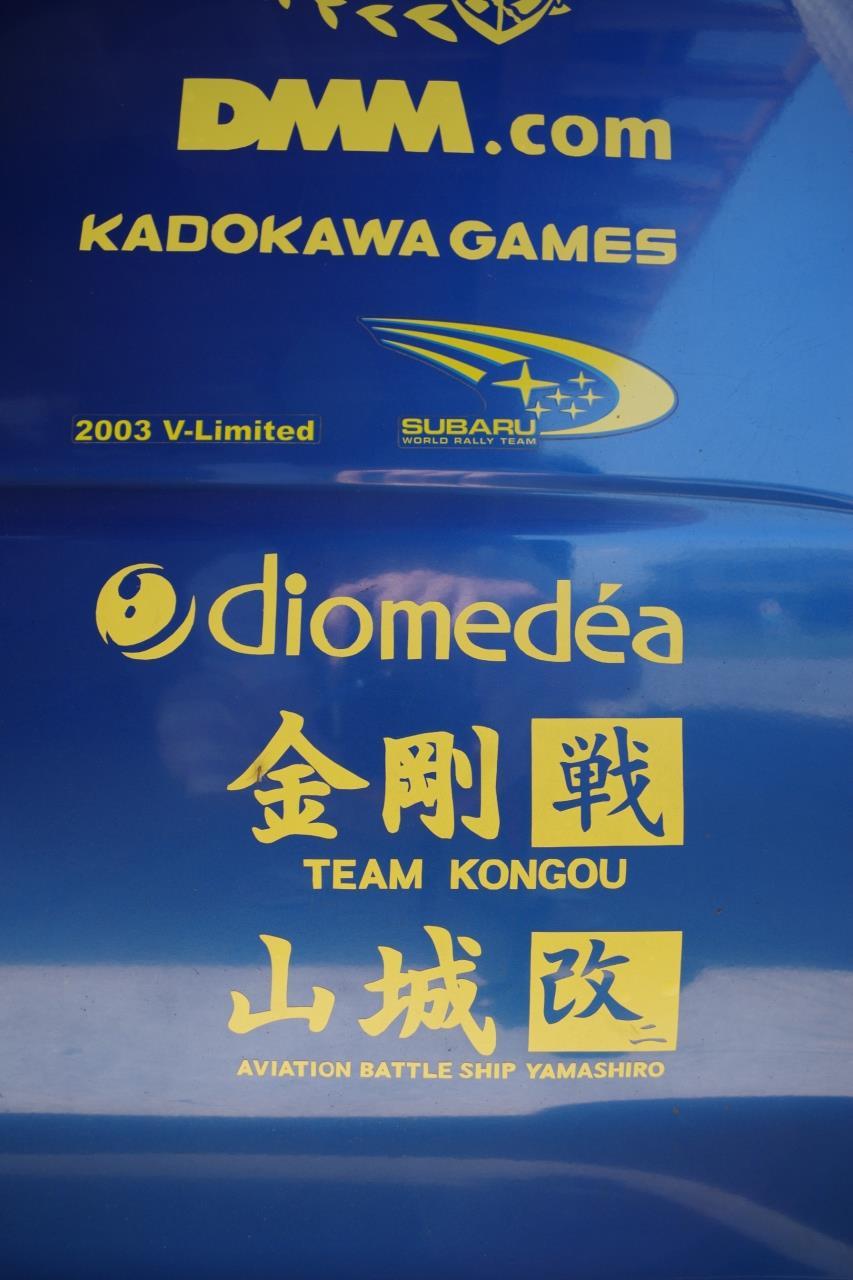 DMM.com
KADOKAWA GAMES
2003 V-Limited
SUBARU
WORLD RALLY TEAM
diomedéa
金剛 戦
TEAM KONGOU
山城 改二
AVIATION BATTLE SHIP YAMASHIRO